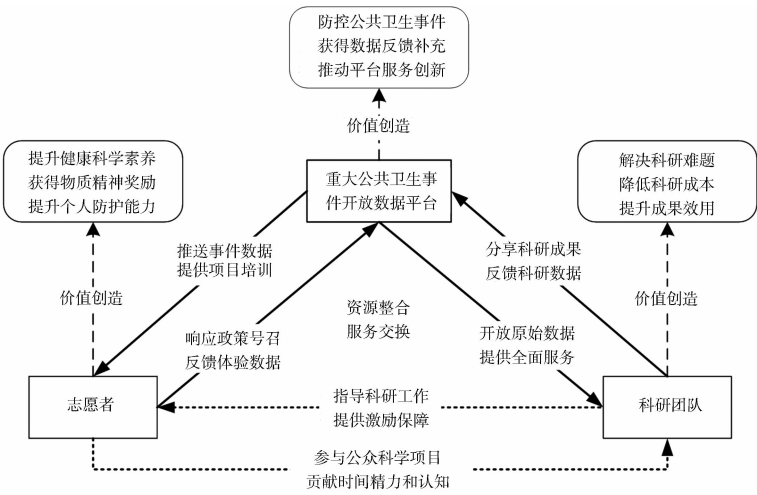 防控公共卫生事件
获得数据反馈补充
推动平台服务创新
价值创造
提升健康科学素养
获得物质精神奖励
提升个人防护能力
重大公共卫生事
件开放数据平台
解决科研难题
降低科研成本
提升成果效用
推送事件数据
提供项目培训
分享科研成果
反馈科研数据
价值创造
价值创造
资源整合
服务交换
响应政策号召
反馈体验数据
开放原始数据
提供全面服务
志愿者
指导科研工作
提供激励保障
科研团队
参与公众科学项目
贡献时间精力和认知